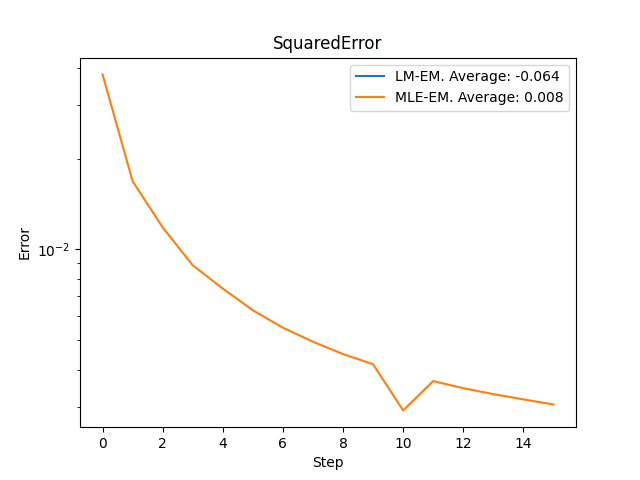 SquaredError
LM-EM. Average: -0.064
MLE-EM. Average: 0.008
Error
10⁻²
0 2 4 6 8 10 12 14
Step